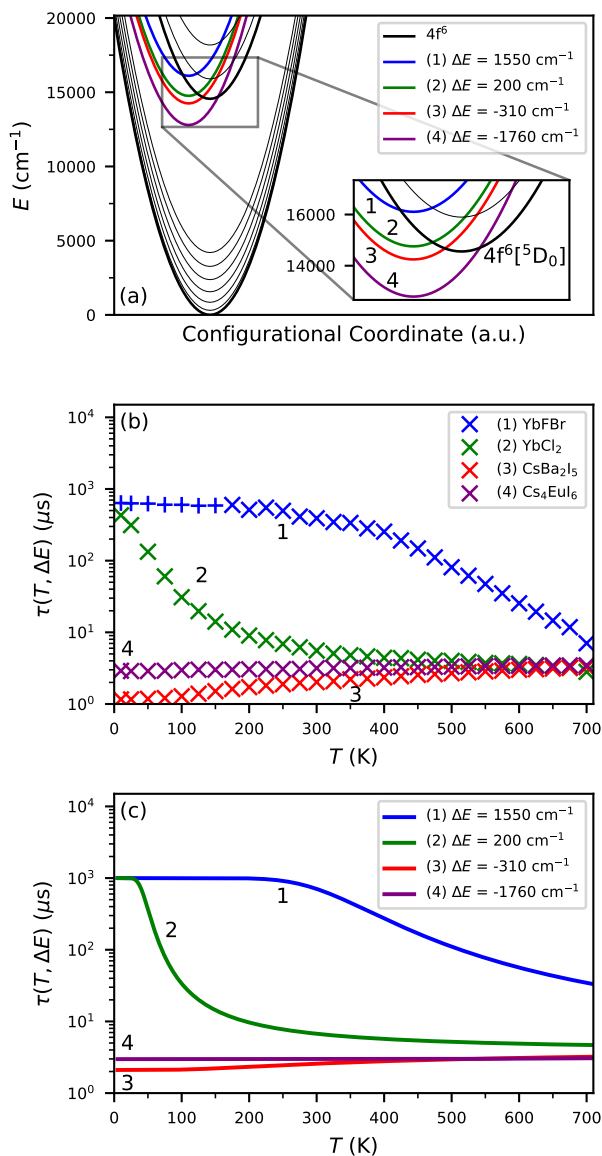 20000
15000
10000
5000
0
E (cm⁻¹)
4f⁶
(1) ΔE = 1550 cm⁻¹
(2) ΔE = 200 cm⁻¹
(3) ΔE = -310 cm⁻¹
(4) ΔE = -1760 cm⁻¹
16000
14000
1
2
3
4
4f⁶[⁵D₀]
(a)
Configurational Coordinate (a.u.)
(b)
10⁴
10³
10²
10¹
10⁰
τ(T, ΔE) (μs)
(1) YbFBr
(2) YbCl₂
(3) CsBa₂I₅
(4) Cs₄EuI₆
1
2
4
3
0 100 200 300 400 500 600 700
T (K)
(c)
10⁴
10³
10²
10¹
10⁰
τ(T, ΔE) (μs)
(1) ΔE = 1550 cm⁻¹
(2) ΔE = 200 cm⁻¹
(3) ΔE = -310 cm⁻¹
(4) ΔE = -1760 cm⁻¹
1
2
4
3
0 100 200 300 400 500 600 700
T (K)